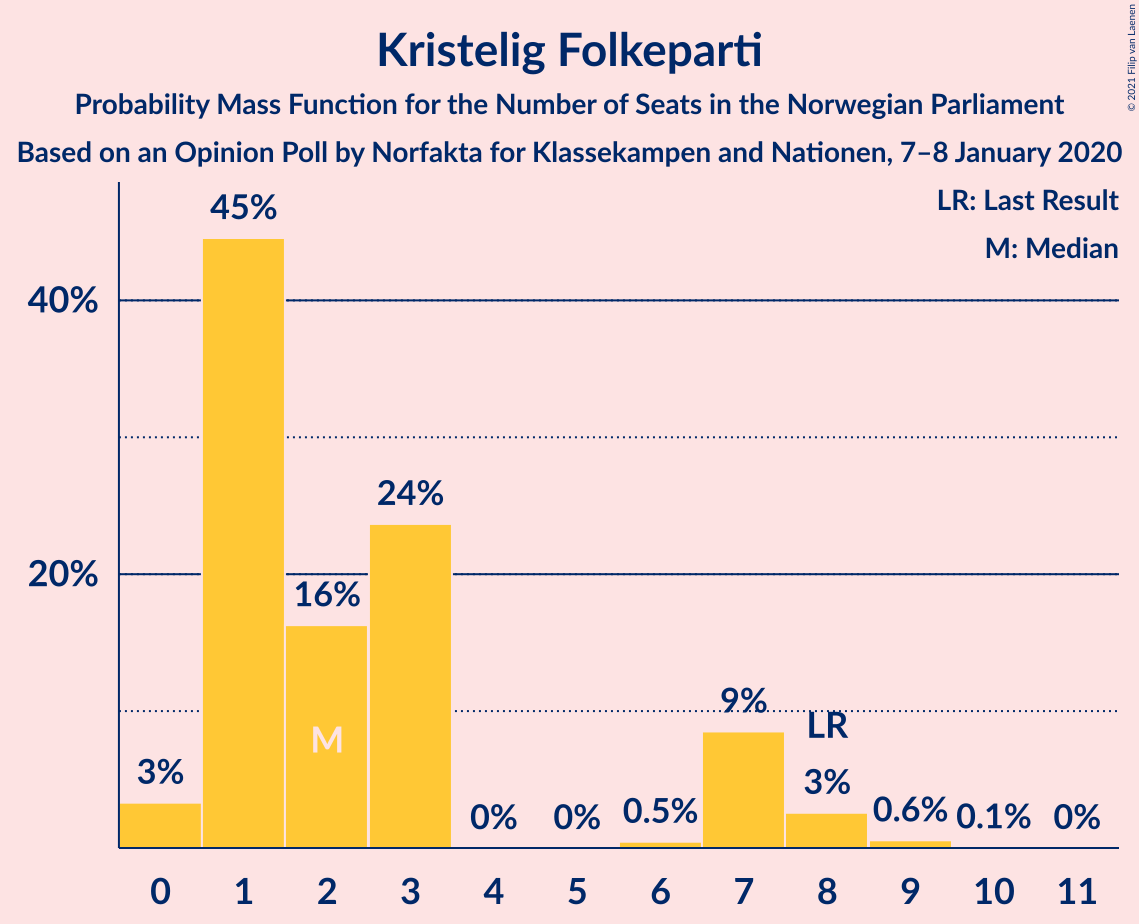 Kristelig Folkeparti
Probability Mass Function for the Number of Seats in the Norwegian Parliament
Based on an Opinion Poll by Norfakta for Klassekampen and Nationen, 7–8 January 2020
© 2021 Filip van Laenen
LR: Last Result
M: Median
45%
40%
24%
20%
16%
9%
M
LR
3%
3%
0%
0%
0.5%
0.6%
0.1%
0%
0 1 2 3 4 5 6 7 8 9 10 11